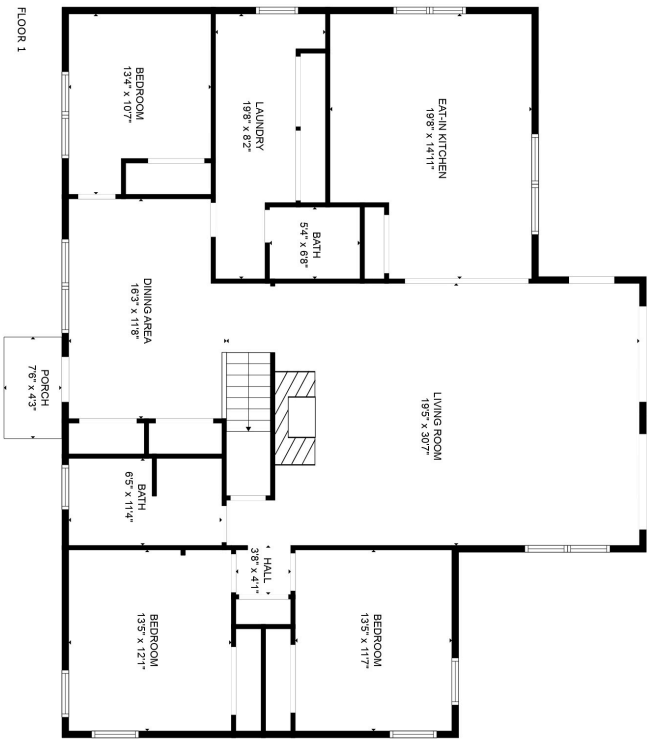 FLOOR 1
BEDROOM
13'4" x 10'7"
LAUNDRY
19'8" x 8'2"
EAT-IN KITCHEN
19'8" x 14'11"
BATH
5'4" x 6'8"
DINING AREA
16'3" x 11'8"
PORCH
7'6" x 4'3"
LIVING ROOM
19'5" x 30'7"
BATH
6'5" x 11'4"
HALL
3'8" x 4'1"
BEDROOM
13'5" x 12'1"
BEDROOM
13'5" x 11'7"